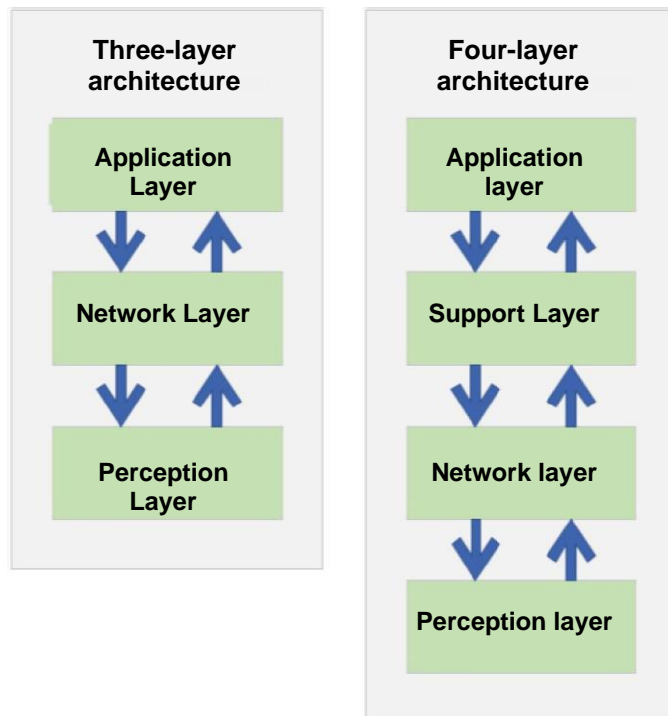 Three-layer
architecture
Application
Layer
Network Layer
Perccption
Layer
Four-layer
architecture
Application
layer
Support Layer
Network layer
Perception layer